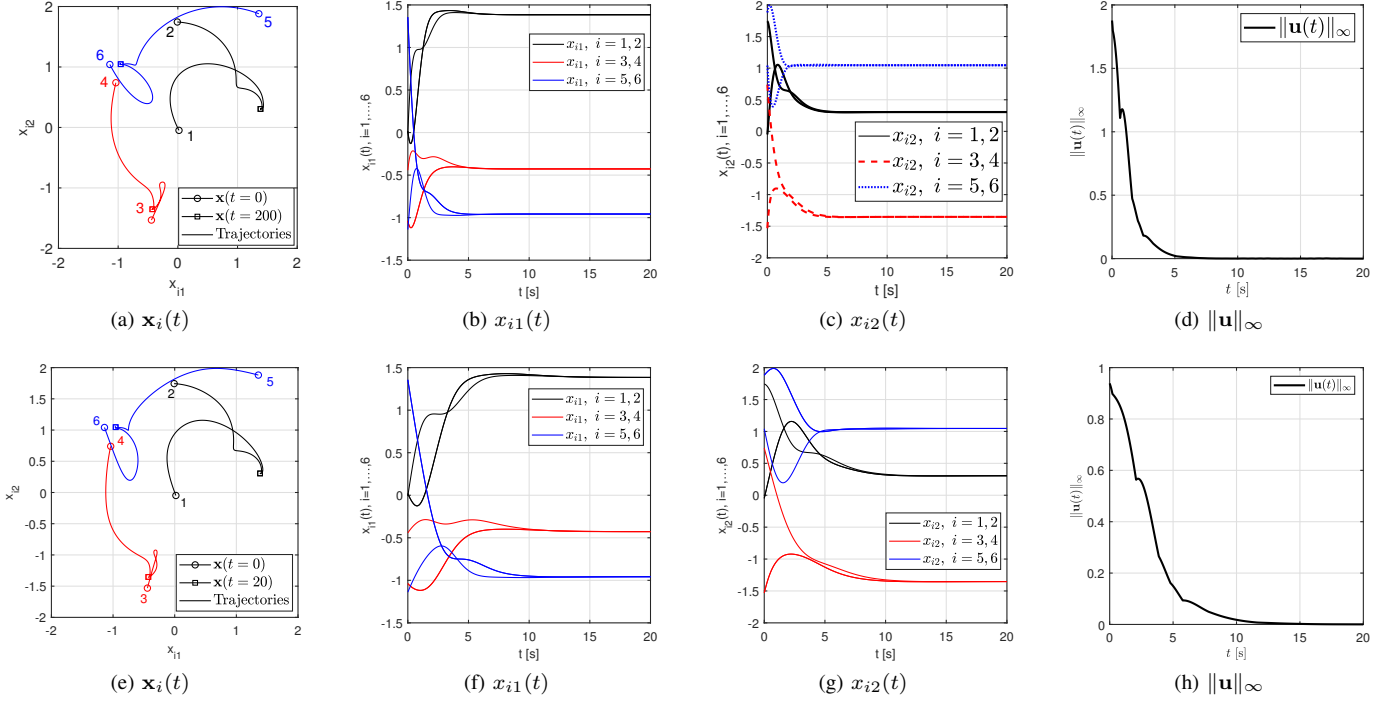 2
1.5
1
0.5
0
-0.5
-1
-1.5
-2
-2 -1 0 1 2
x_{i2}
x_{i1}
2
5
6
4
1
3
x(t = 0)
x(t = 200)
Trajectories
(a) x_i(t)
1.5
1
0.5
0
-0.5
-1
-1.5
0 5 10 15 20
x_{i1}(t), i=1,...,6
t [s]
x_{i1}, i = 1, 2
x_{i1}, i = 3, 4
x_{i1}, i = 5, 6
(b) x_{i1}(t)
2
1.5
1
0.5
0
-0.5
-1
-1.5
-2
0 5 10 15 20
x_{i2}(t), i=1,...,6
t [s]
x_{i2}, i = 1, 2
x_{i2}, i = 3, 4
x_{i2}, i = 5, 6
(c) x_{i2}(t)
2
1.5
1
0.5
0
0 5 10 15 20
‖u(t)‖_∞
t [s]
‖u(t)‖_∞
(d) ‖u‖_∞
2
1.5
1
0.5
0
-0.5
-1
-1.5
-2
-2 -1 0 1 2
x_{i2}
x_{i1}
2
5
6
4
1
3
x(t = 0)
x(t = 20)
Trajectories
(e) x_i(t)
1.5
1
0.5
0
-0.5
-1
-1.5
0 5 10 15 20
x_{i1}(t), i=1,...,6
t [s]
x_{i1}, i = 1, 2
x_{i1}, i = 3, 4
x_{i1}, i = 5, 6
(f) x_{i1}(t)
2
1.5
1
0.5
0
-0.5
-1
-1.5
-2
0 5 10 15 20
x_{i2}(t), i=1,...,6
t [s]
x_{i2}, i = 1, 2
x_{i2}, i = 3, 4
x_{i2}, i = 5, 6
(g) x_{i2}(t)
1
0.8
0.6
0.4
0.2
0
0 5 10 15 20
‖u(t)‖_∞
t [s]
‖u(t)‖_∞
(h) ‖u‖_∞